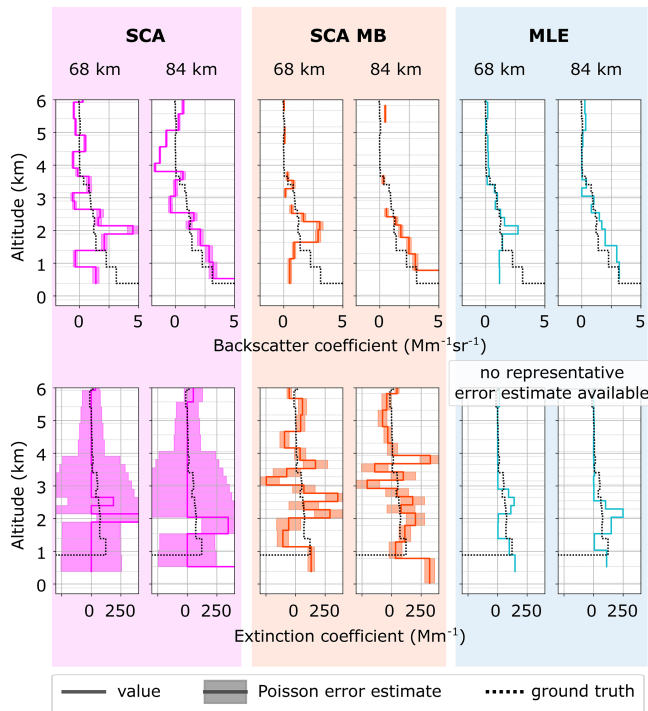 SCA SCA MB MLE
68 km 84 km 68 km 84 km 68 km 84 km
Altitude (km)
6
5
4
3
2
1
0
0 5 0 5 0 5 0 5 0 5 0 5
Backscatter coefficient (Mm⁻¹sr⁻¹)
no representative
error estimate available
Altitude (km)
6
5
4
3
2
1
0
0 250 0 250 0 250 0 250 0 250 0 250
Extinction coefficient (Mm⁻¹)
value Poisson error estimate ground truth